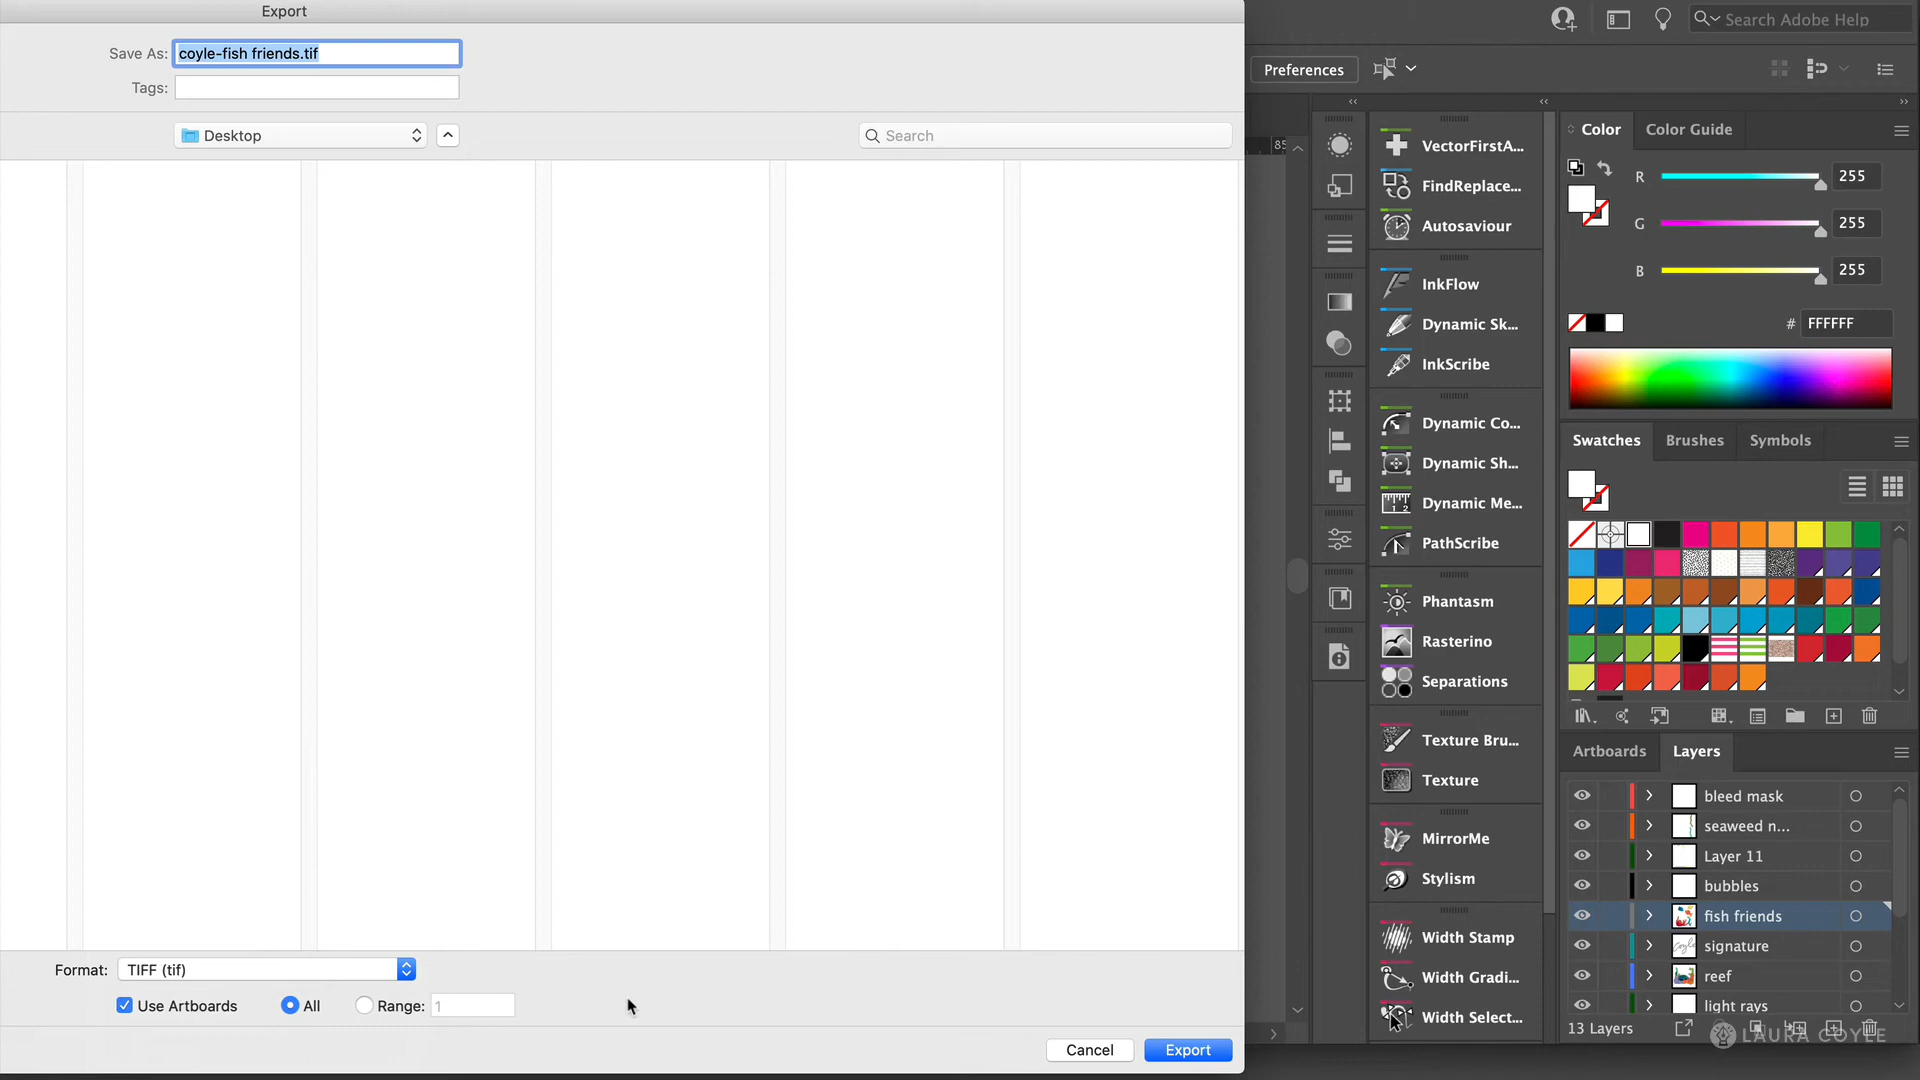 Export
Save As: coyle-fish friends.tif
Tags:
Desktop
Search
Format: TIFF (tif)
Use Artboards All Range: 1
Cancel Export
Search Adobe Help
Preferences
85
VectorFirstA...
FindReplace...
Autosaviour
InkFlow
Dynamic Sk...
InkScribe
Dynamic Co...
Dynamic Sh...
Dynamic Me...
PathScribe
Phantasm
Rasterino
Separations
Texture Bru...
Texture
MirrorMe
Stylism
Width Stamp
Width Gradi...
Width Select...
Color Color Guide
R 255
G 255
B 255
# FFFFFF
Swatches Brushes Symbols
Artboards Layers
bleed mask
seaweed n...
Layer 11
bubbles
fish friends
signature
reef
light rays
13 Layers
LAURA COYLE